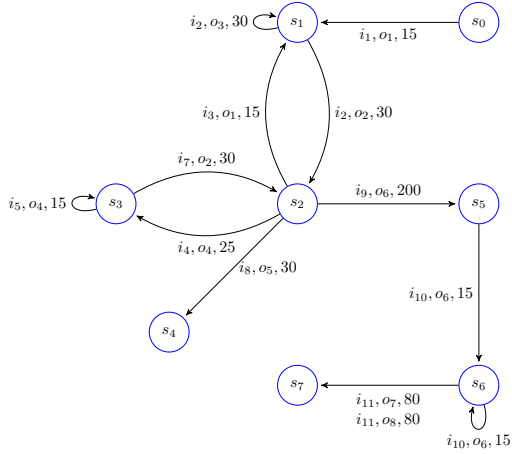 i₂, o₃, 30
s₁
s₀
i₁, o₁, 15
i₃, o₁, 15
i₂, o₂, 30
i₇, o₂, 30
i₉, o₆, 200
i₅, o₄, 15
s₃
s₂
s₅
i₄, o₄, 25
i₈, o₅, 30
i₁₀, o₆, 15
s₄
s₇
s₆
i₁₁, o₇, 80
i₁₁, o₈, 80
i₁₀, o₆, 15